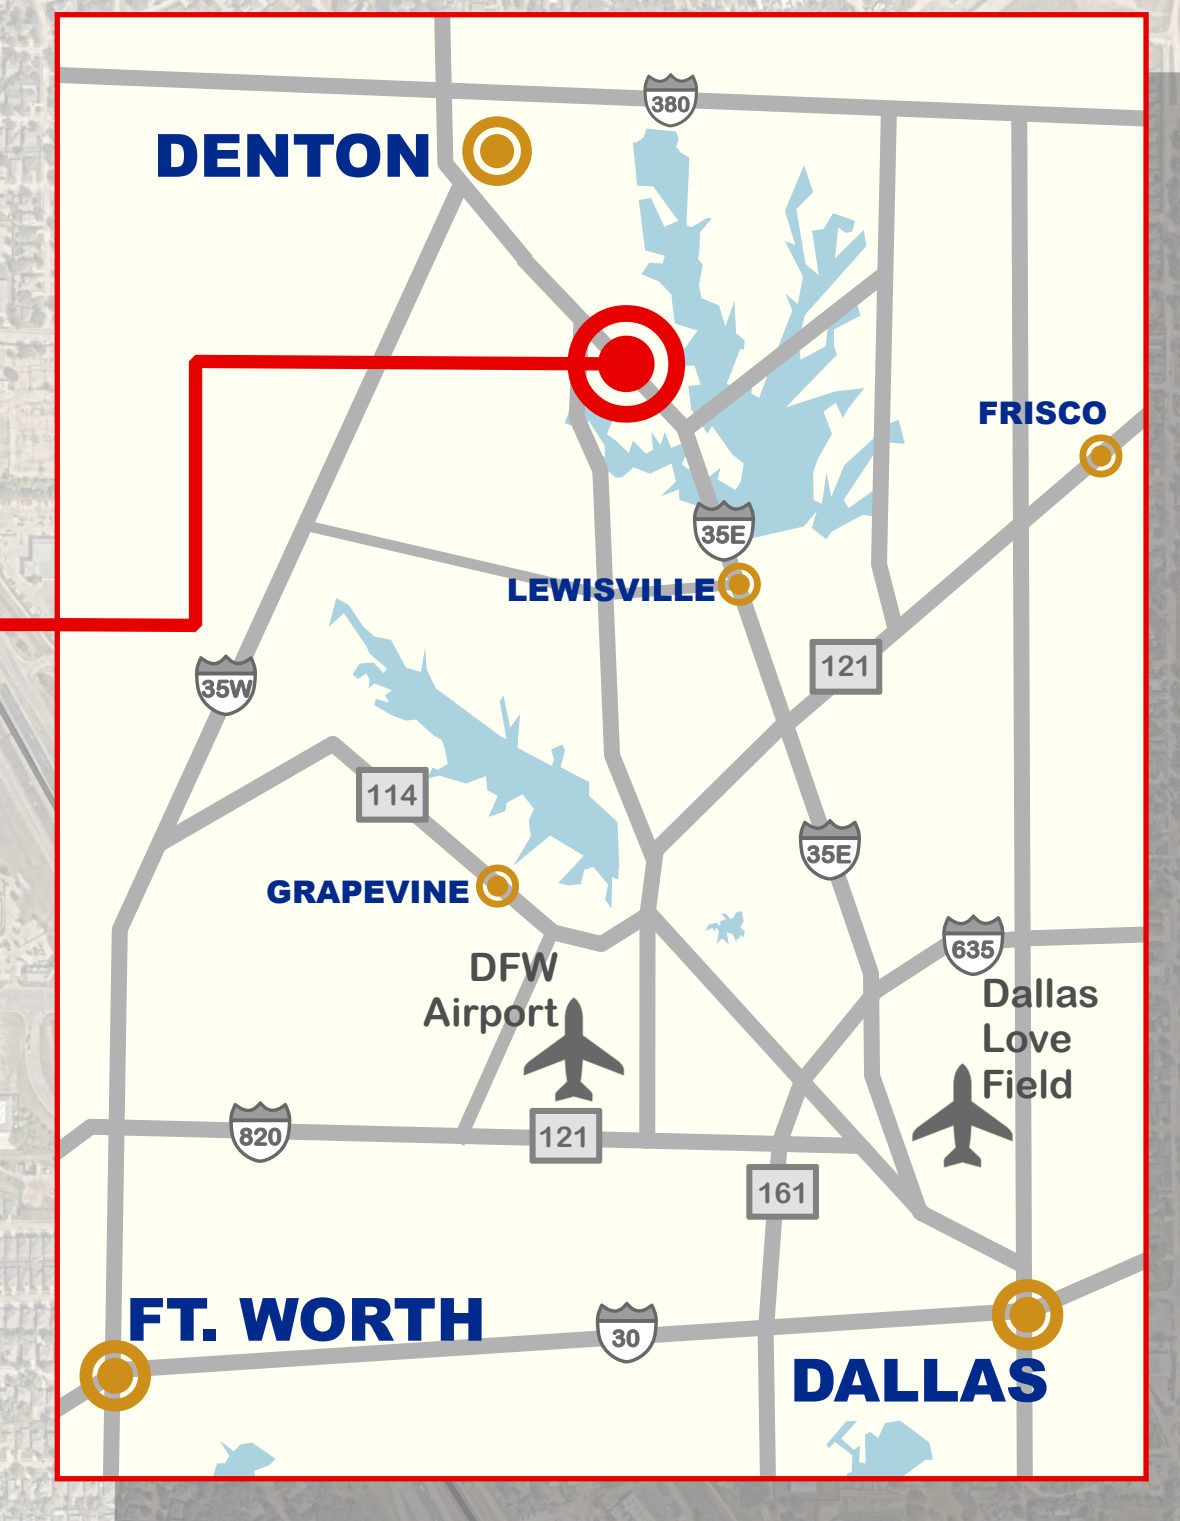 380
DENTON
FRISCO
35E
LEWISVILLE
121
35W
114
35E
GRAPEVINE
635
DFW
Airport
Dallas
Love
Field
820
121
161
FT. WORTH
30
DALLAS